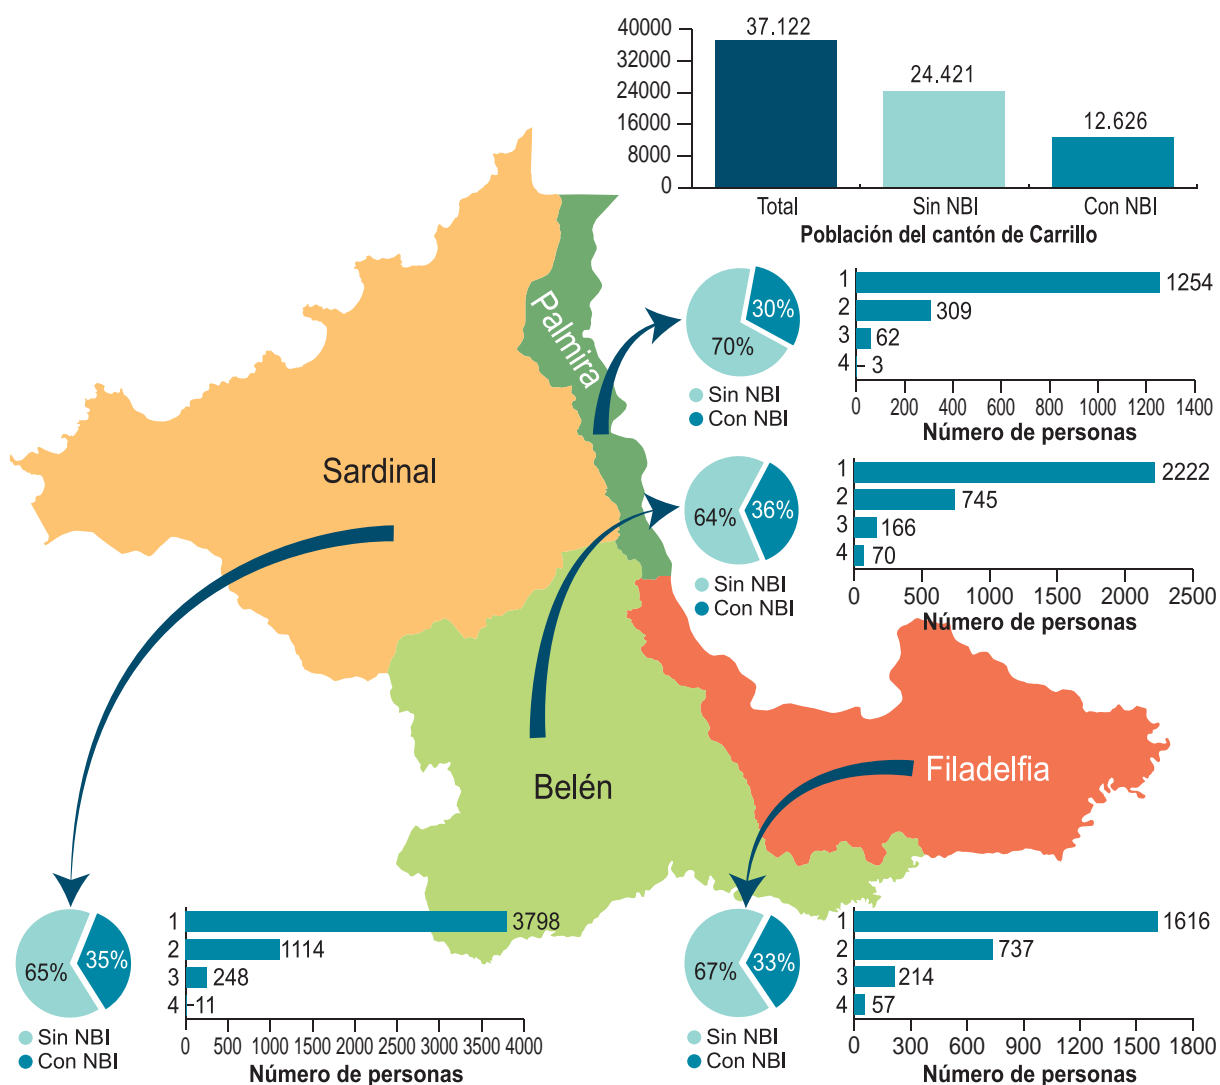 40000
32000
24000
16000
8000
0
37.122
24.421
12.626
Total
Sin NBI
Con NBI
Población del cantón de Carrillo
Palmira
30%
70%
Sin NBI
Con NBI
1 1254
2 309
3 62
4 3
0 200 400 600 800 1000 1200 1400
Número de personas
Sardinal
64% 36%
Sin NBI
Con NBI
1 2222
2 745
3 166
4 70
0 500 1000 1500 2000 2500
Número de personas
Belén
Filadelfia
65% 35%
Sin NBI
Con NBI
1 3798
2 1114
3 248
4 11
0 500 1000 1500 2000 2500 3000 3500 4000
Número de personas
67% 33%
Sin NBI
Con NBI
1 1616
2 737
3 214
4 57
0 300 600 900 1200 1500 1800
Número de personas